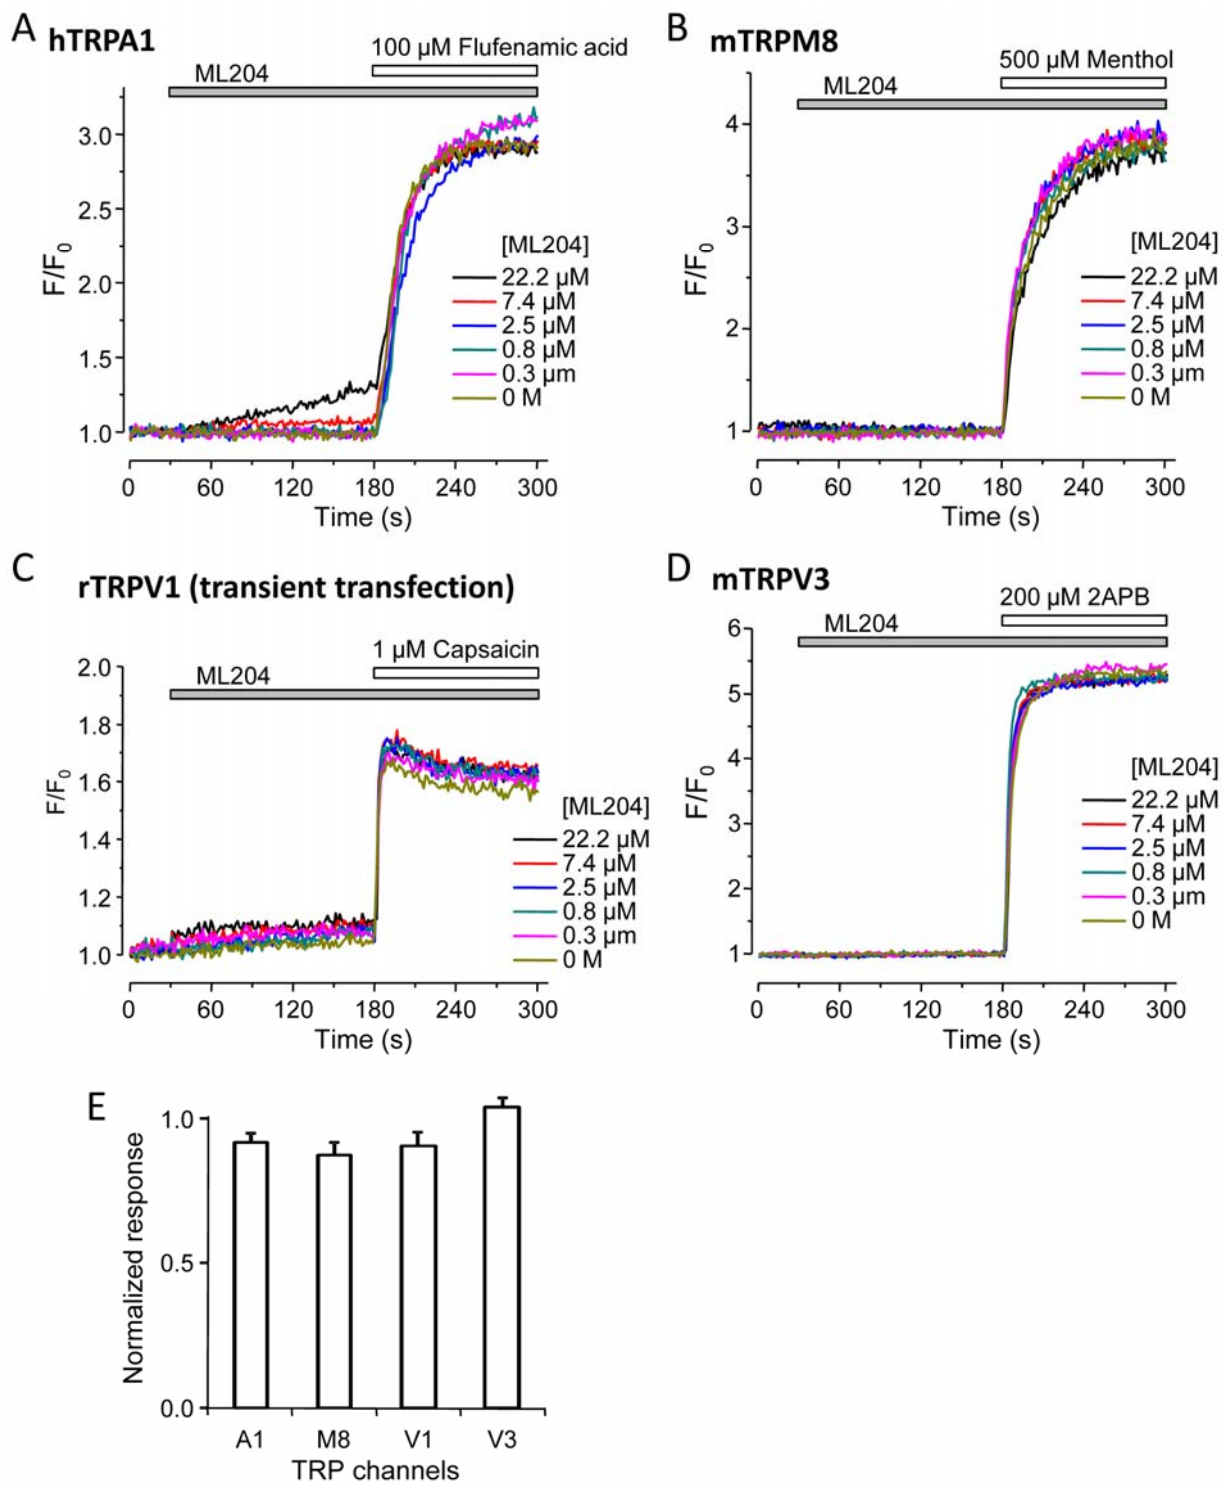 A hTRPA1
100 µM Flufenamic acid
ML204
3.0
2.5
2.0
1.5
1.0
F/F0
[ML204]
22.2 µM
7.4 µM
2.5 µM
0.8 µM
0.3 µm
0 M
0 60 120 180 240 300
Time (s)
B mTRPM8
500 µM Menthol
ML204
4
3
2
1
F/F0
[ML204]
22.2 µM
7.4 µM
2.5 µM
0.8 µM
0.3 µm
0 M
0 60 120 180 240 300
Time (s)
C rTRPV1 (transient transfection)
1 µM Capsaicin
ML204
2.0
1.8
1.6
1.4
1.2
1.0
F/F0
[ML204]
22.2 µM
7.4 µM
2.5 µM
0.8 µM
0.3 µm
0 M
0 60 120 180 240 300
Time (s)
D mTRPV3
200 µM 2APB
ML204
6
5
4
3
2
1
F/F0
[ML204]
22.2 µM
7.4 µM
2.5 µM
0.8 µM
0.3 µm
0 M
0 60 120 180 240 300
Time (s)
E
1.0
0.5
0.0
Normalized response
A1 M8 V1 V3
TRP channels